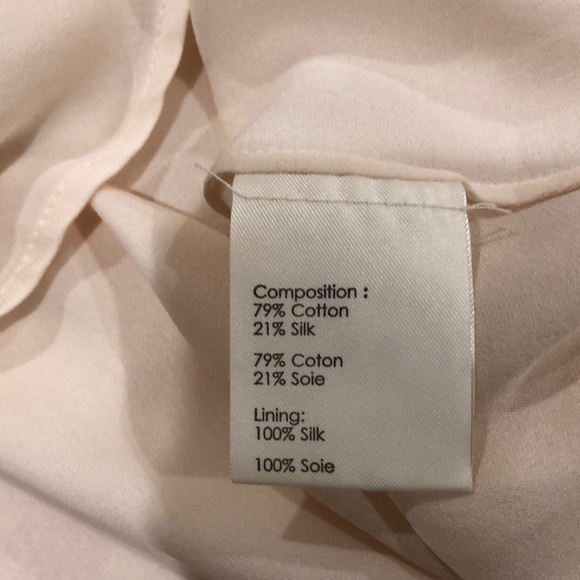 Composition :
79% Cotton
21% Silk
79% Coton
21% Soie
Lining:
100% Silk
100% Soie